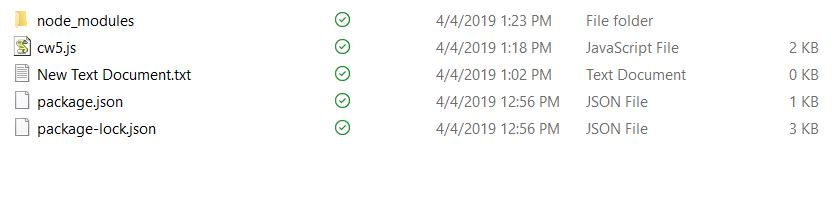 node_modules 4/4/2019 1:23 PM File folder
cw5.js 4/4/2019 1:18 PM JavaScript File 2 KB
New Text Document.txt 4/4/2019 1:02 PM Text Document 0 KB
package.json 4/4/2019 12:56 PM JSON File 1 KB
package-lock.json 4/4/2019 12:56 PM JSON File 3 KB